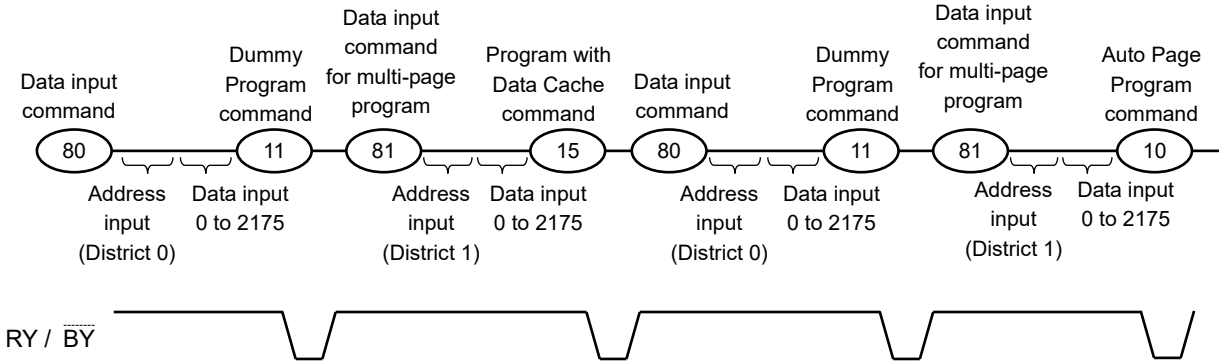 Data input
command
Dummy
Program
command
Data input
command
for multi-page
program
Program with
Data Cache
command
Data input
command
Dummy
Program
command
Data input
command
for multi-page
program
Auto Page
Program
command
80
11
81
15
80
11
81
10
Address
input
(District 0)
Data input
0 to 2175
Address
input
(District 1)
Data input
0 to 2175
Address
input
(District 0)
Data input
0 to 2175
Address
input
(District 1)
Data input
0 to 2175
RY / BY